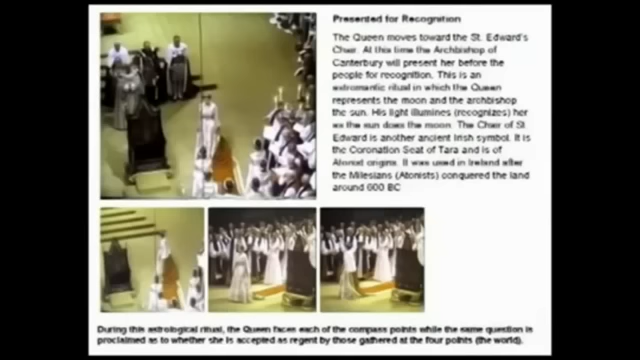 Presented for Recognition
The Queen moves toward the St. Edward's
Chair. At this time the Archbishop of
Canterbury will present her before the
people for recognition. This is an
astromantic ritual in which the Queen
represents the moon and the archbishop
the sun. His light illumines (recognizes) her
as the sun does the moon. The Chair of St.
Edward is another ancient Irish symbol. It is
the Coronation Seat of Tara and is of
Atonist origins. It was used in Ireland after
the Milesians (Atonists) conquered the land
around 600 BC
During this astrological ritual, the Queen faces each of the compass points while the same question is
proclaimed as to whether she is accepted as regent by those gathered at the four points (the world).